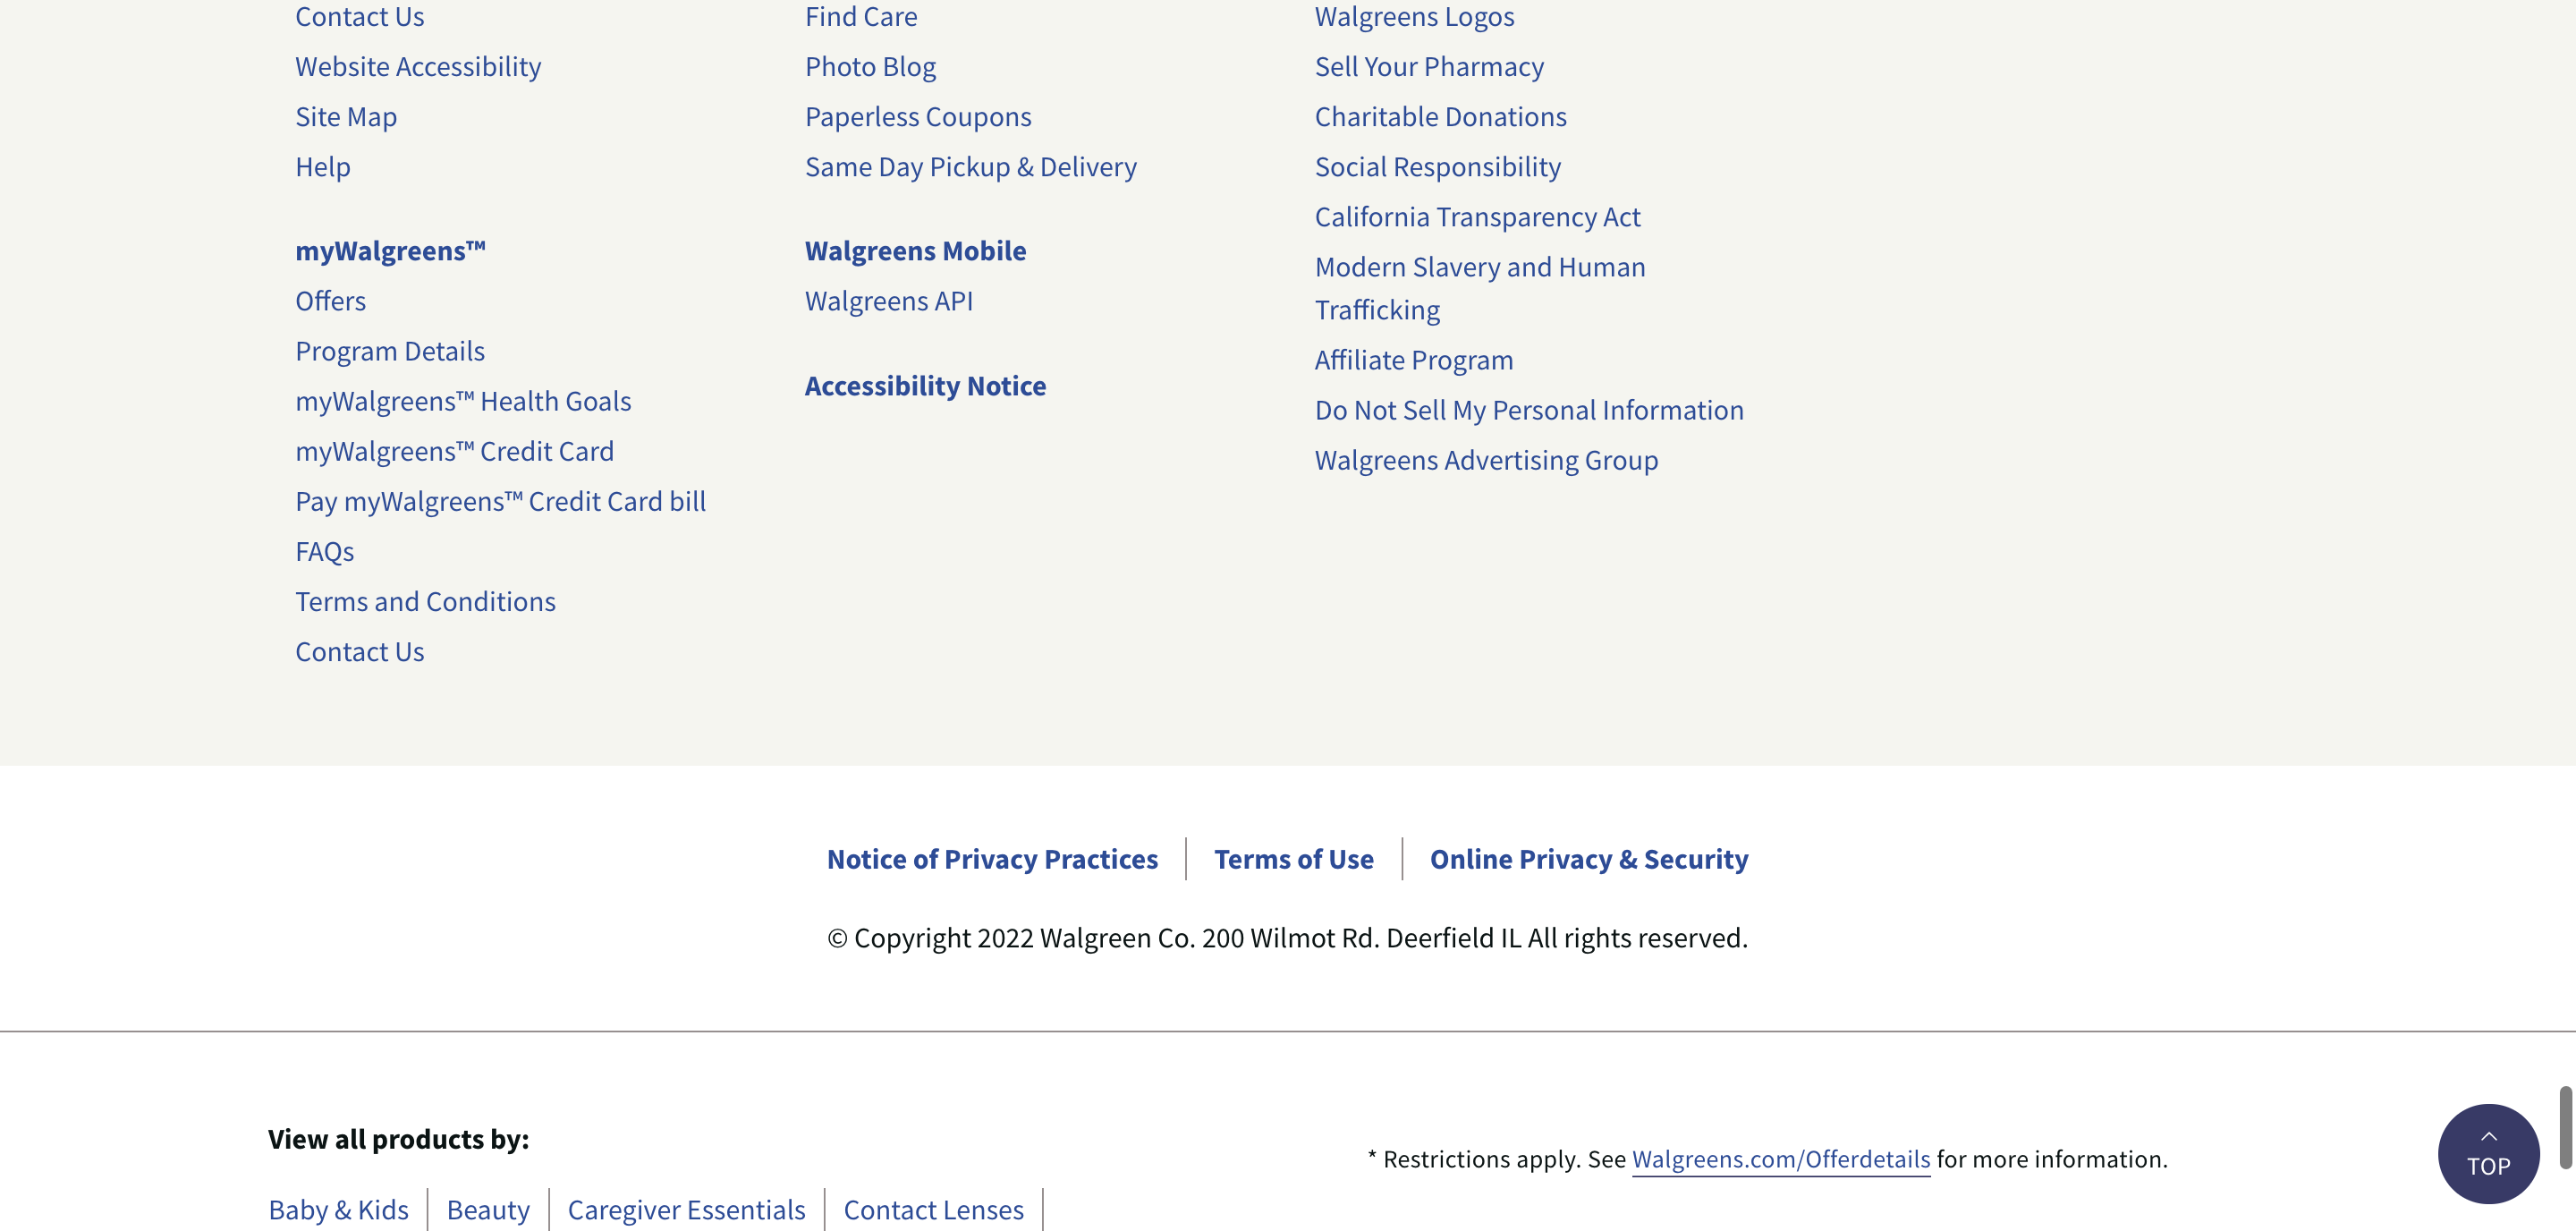 Contact Us
Website Accessibility
Site Map
Help
myWalgreens™
Offers
Program Details
myWalgreens™ Health Goals
myWalgreens™ Credit Card
Pay myWalgreens™ Credit Card bill
FAQs
Terms and Conditions
Contact Us
Find Care
Photo Blog
Paperless Coupons
Same Day Pickup & Delivery
Walgreens Mobile
Walgreens API
Accessibility Notice
Walgreens Logos
Sell Your Pharmacy
Charitable Donations
Social Responsibility
California Transparency Act
Modern Slavery and Human
Trafficking
Affiliate Program
Do Not Sell My Personal Information
Walgreens Advertising Group
Notice of Privacy Practices Terms of Use Online Privacy & Security
© Copyright 2022 Walgreen Co. 200 Wilmot Rd. Deerfield IL All rights reserved.
View all products by:
Baby & Kids Beauty Caregiver Essentials Contact Lenses
* Restrictions apply. See Walgreens.com/Offerdetails for more information.
TOP